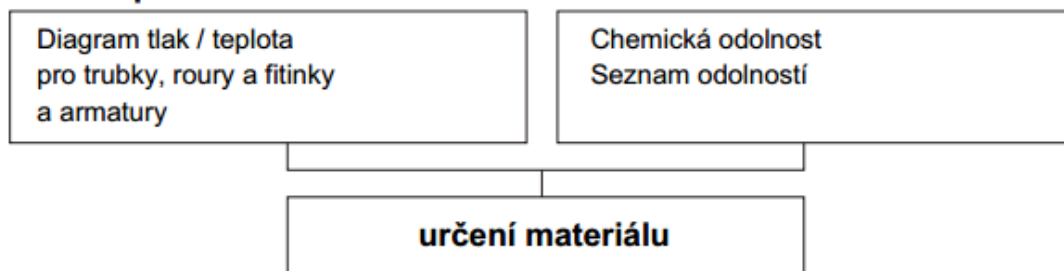 Diagram tlak / teplota
pro trubky, roury a fitinky
a armatury
Chemická odolnost
Seznam odolností
určení materiálu